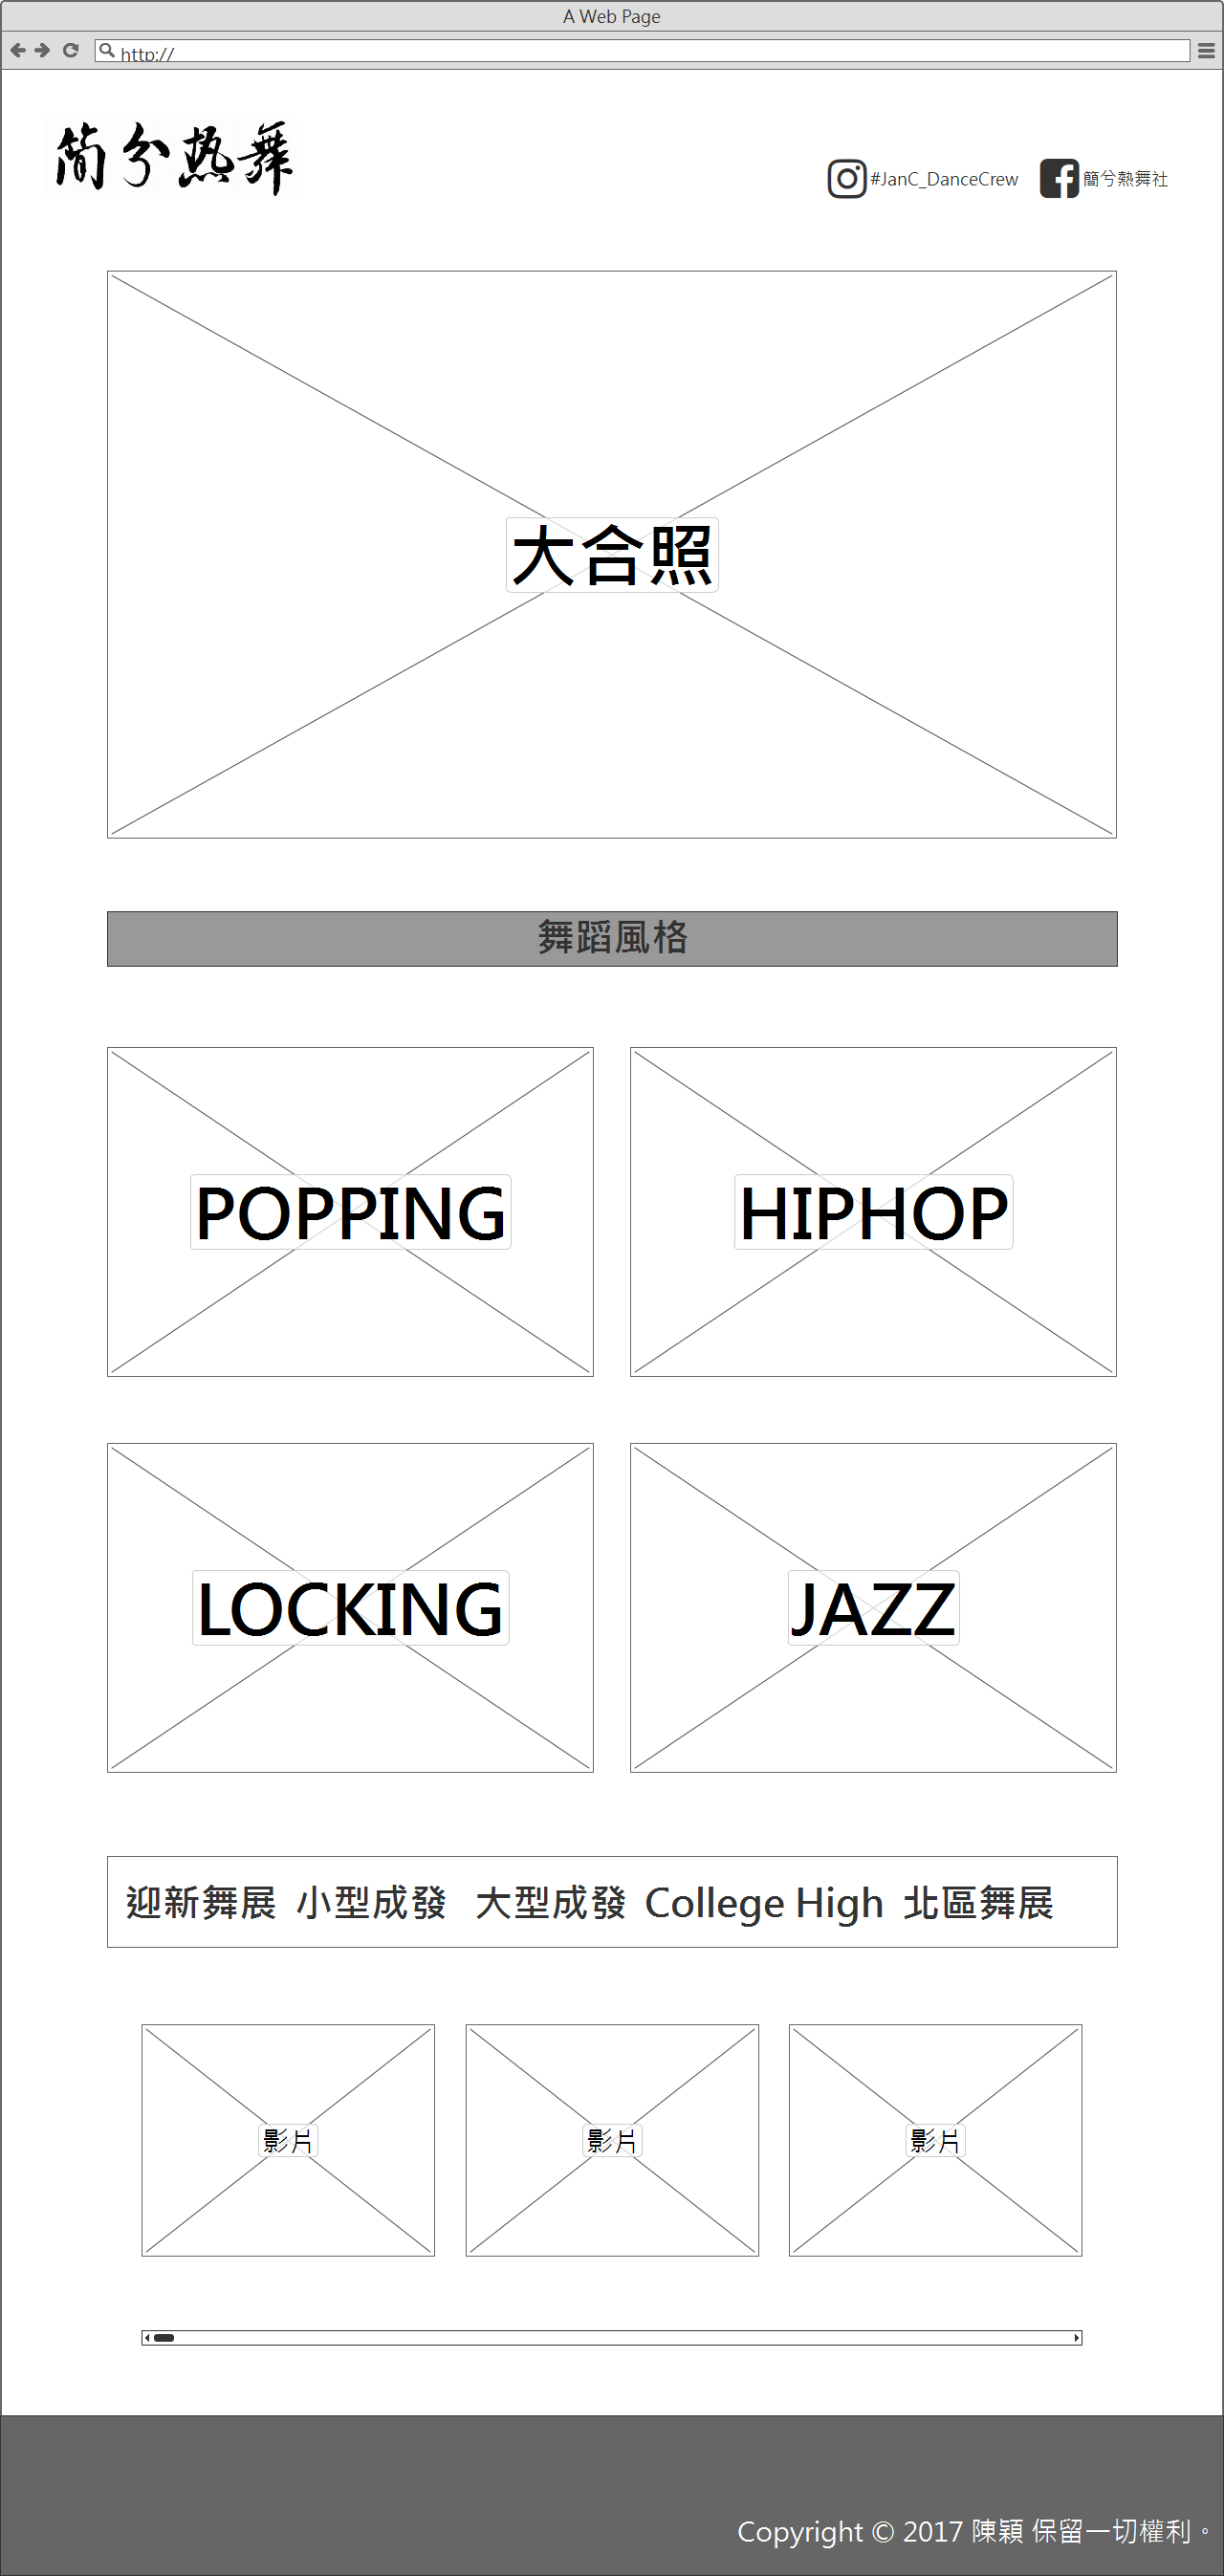 A Web Page
http://
简兮热舞
#JanC_DanceCrew 簡兮熱舞社
大合照
舞蹈風格
POPPING HIPHOP
LOCKING JAZZ
迎新舞展 小型成發 大型成發 College High 北區舞展
影片 影片 影片
Copyright © 2017 陳穎 保留一切權利。